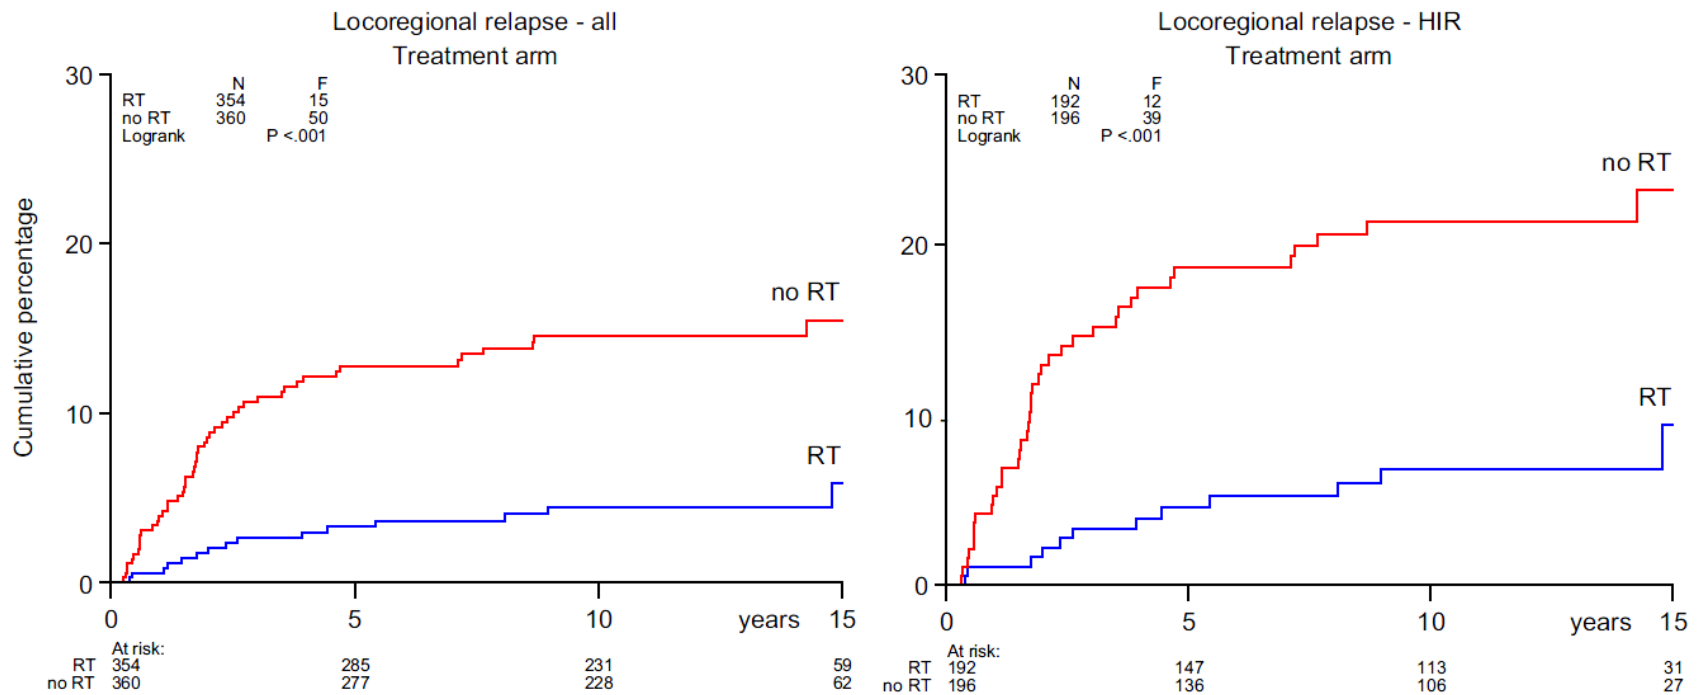 Locoregional relapse - all
Treatment arm
30
N F
RT 354 15
no RT 360 50
Logrank P <.001
Cumulative percentage
20
no RT
10
RT
0
0 5 10 years 15
At risk:
RT 354 285 231 59
no RT 360 277 228 62
Locoregional relapse - HIR
Treatment arm
30
N F
RT 192 12
no RT 196 39
Logrank P <.001
no RT
20
RT
10
0
0 5 10 years 15
At risk:
RT 192 147 113 31
no RT 196 136 106 27